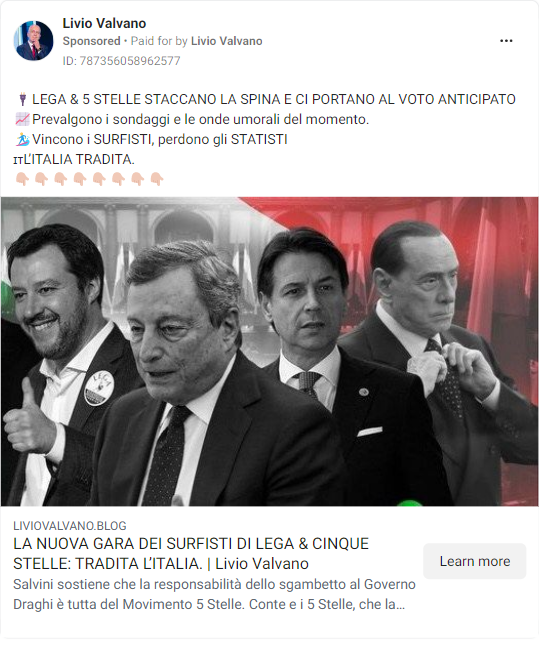 Livio Valvano
Sponsored • Paid for by Livio Valvano
ID: 787356058962577
LEGA & 5 STELLE STACCANO LA SPINA E CI PORTANO AL VOTO ANTICIPATO
Prevalgono i sondaggi e le onde umorali del momento.
Vincono i SURFISTI, perdono gli STATISTI
ITL'ITALIA TRADITA.
LIVIOVALVANO.BLOG
LA NUOVA GARA DEI SURFISTI DI LEGA & CINQUE
STELLE: TRADITA L'ITALIA. | Livio Valvano
Salvini sostiene che la responsabilità dello sgambetto al Governo
Draghi è tutta del Movimento 5 Stelle. Conte e i 5 Stelle, che la...
Learn more